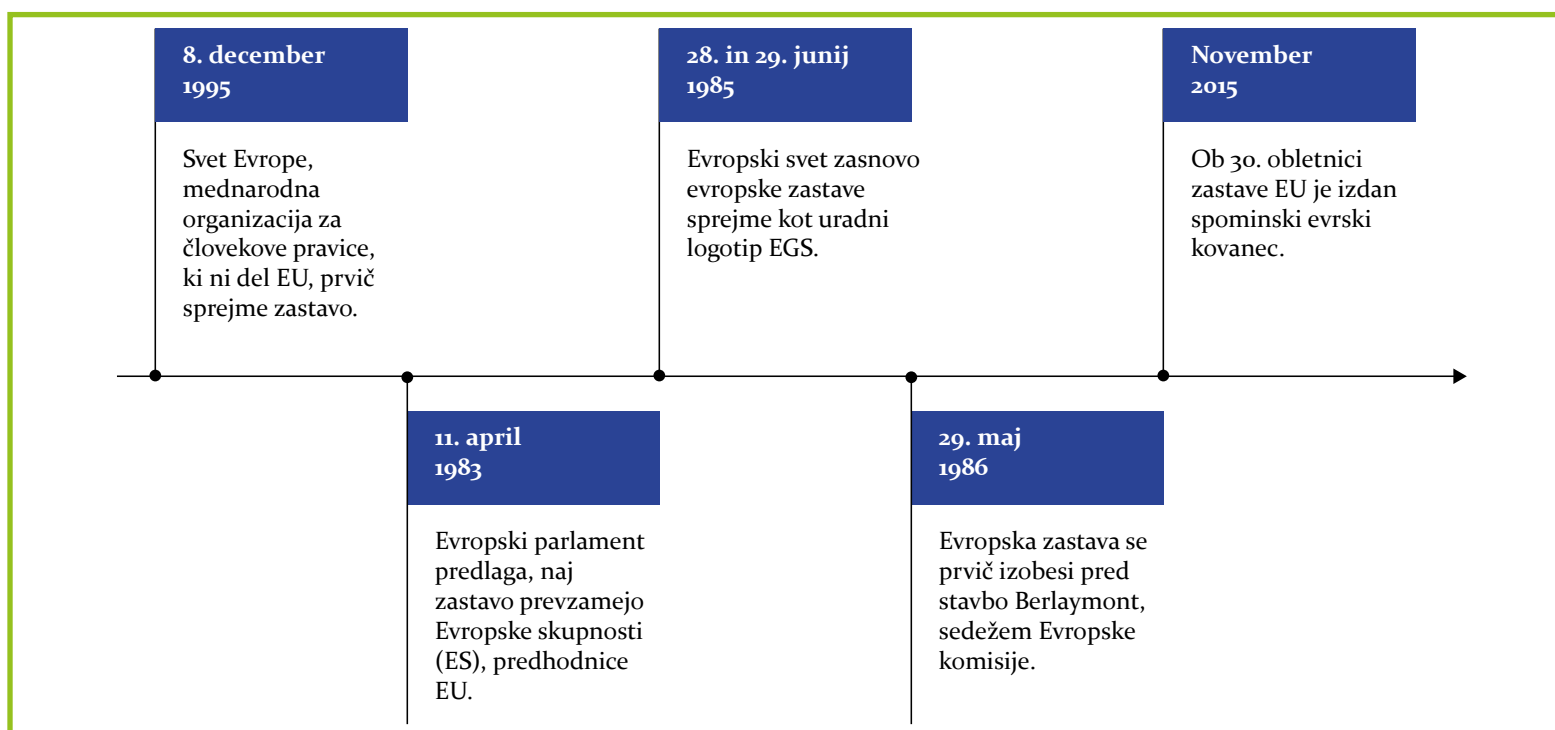 8. december
1995
Svet Evrope,
mednarodna
organizacija za
človekove pravice,
ki ni del EU, prvič
sprejme zastavo.
11. april
1983
Evropski parlament
predlaga, naj
zastavo prevzamejo
Evropske skupnosti
(ES), predhodnice
EU.
28. in 29. junij
1985
Evropski svet zasnovo
evropske zastave
sprejme kot uradni
logotip EGS.
29. maj
1986
Evropska zastava se
prvič izobesi pred
stavbo Berlaymont,
sedežem Evropske
komisije.
November
2015
Ob 30. obletnici
zastave EU je izdan
spominski evrski
kovanec.